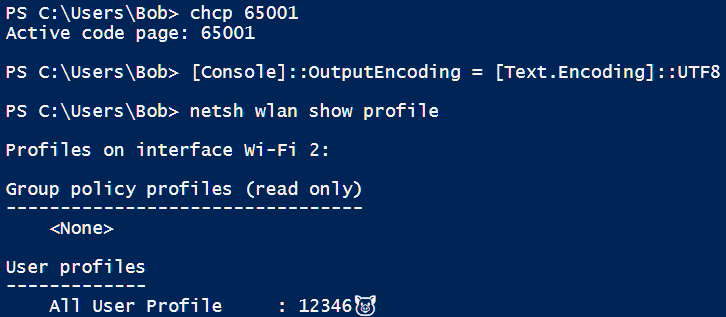 PS C:\Users\Bob> chcp 65001
Active code page: 65001
PS C:\Users\Bob> [Console]::OutputEncoding = [Text.Encoding]::UTF8
PS C:\Users\Bob> netsh wlan show profile
Profiles on interface Wi-Fi 2:
Group policy profiles (read only)
---------------------------------
    <None>
User profiles
-------------
    All User Profile     : 12346🐷